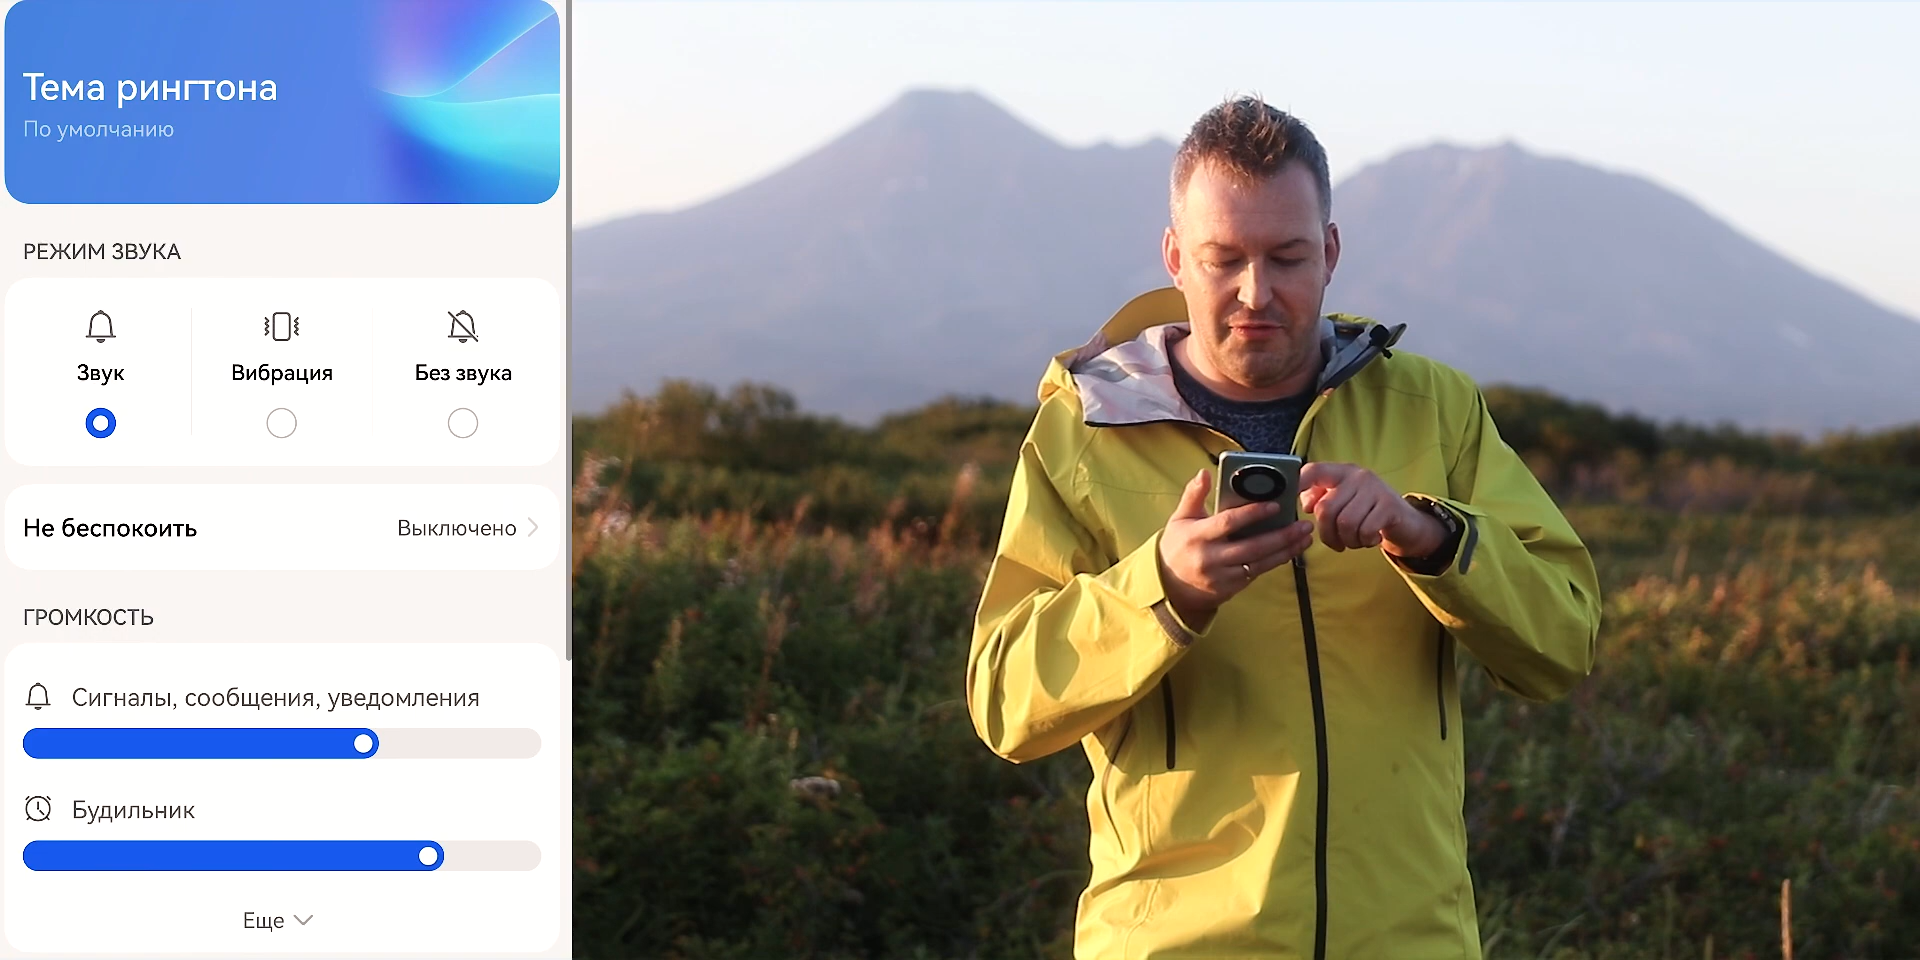 Тема рингтона
По умолчанию
РЕЖИМ ЗВУКА
Звук
Вибрация
Без звука
Не беспокоить
Выключено
ГРОМКОСТЬ
Сигналы, сообщения, уведомления
Будильник
Еще